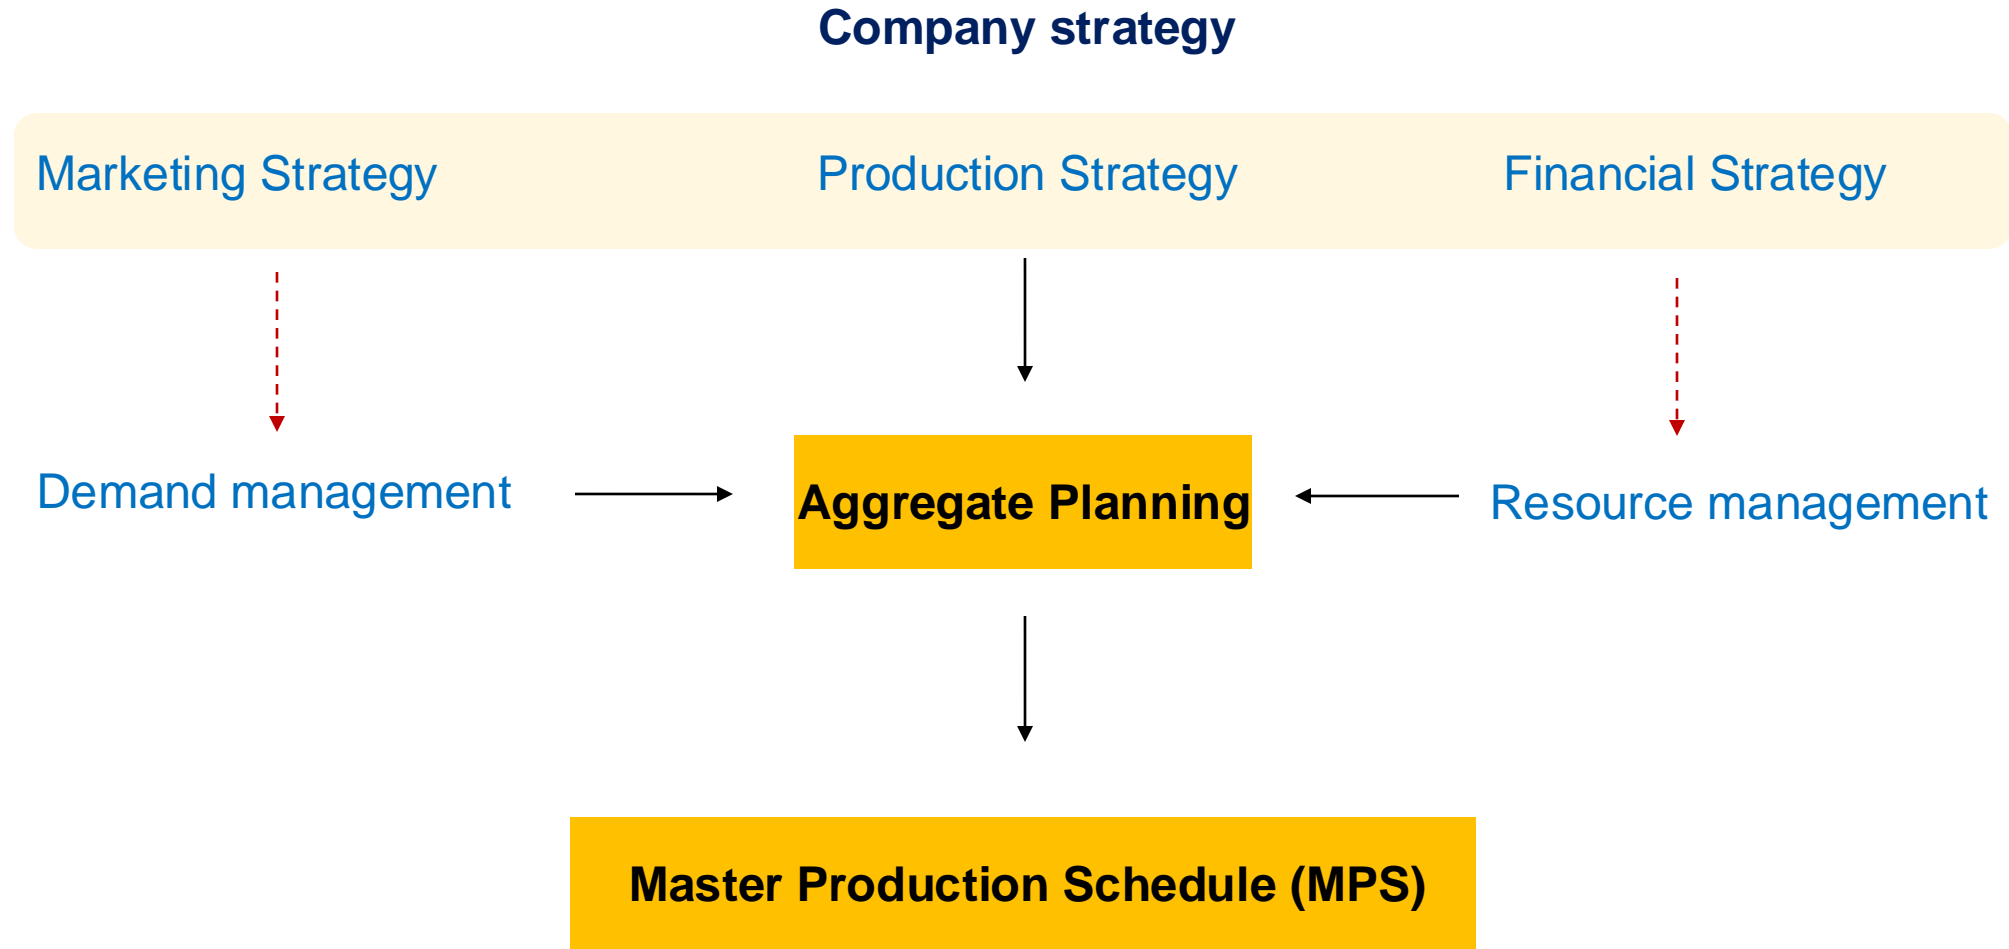 Company strategy
Marketing Strategy
Production Strategy
Financial Strategy
Demand management
Aggregate Planning
Resource management
Master Production Schedule (MPS)